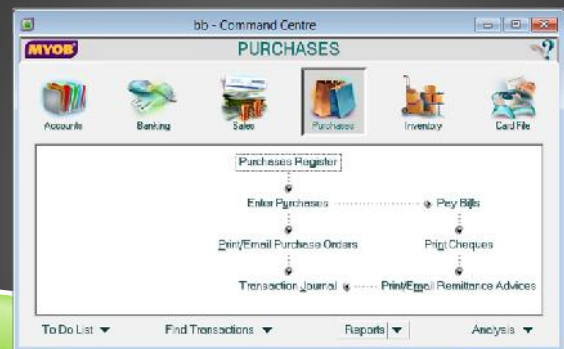 bb - Command Centre
MYOB PURCHASES
Accounts Banking Sales Purchases Inventory Card File
Purchases Register
Enter Purchases Pay Bills
Print/Email Purchase Orders Print Cheques
Transaction Journal Print/Email Remittance Advices
To Do List Find Transactions Reports Analysis